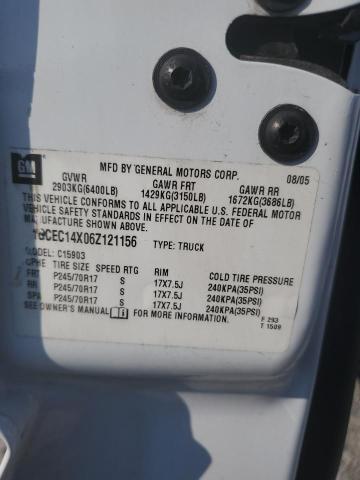 GM
MFD BY GENERAL MOTORS CORP. 08/05
GVWR GAWR FRT GAWR RR
2903KG(6400LB) 1429KG(3150LB) 1672KG(3686LB)
THIS VEHICLE CONFORMS TO ALL APPLICABLE U.S. FEDERAL MOTOR
VEHICLE SAFETY STANDARDS IN EFFECT ON THE DATE OF
MANUFACTURE SHOWN ABOVE.
1GCEC14X06Z121156 TYPE: TRUCK
MODEL: C15903
TIRE SIZE SPEED RTG RIM COLD TIRE PRESSURE
FRT P245/70R17 S 17X7.5J 240KPA(35PSI)
RR P245/70R17 S 17X7.5J 240KPA(35PSI)
SPA P245/70R17 S 17X7.5J 240KPA(35PSI)
SEE OWNER'S MANUAL FOR MORE INFORMATION.
F 293
T 1509